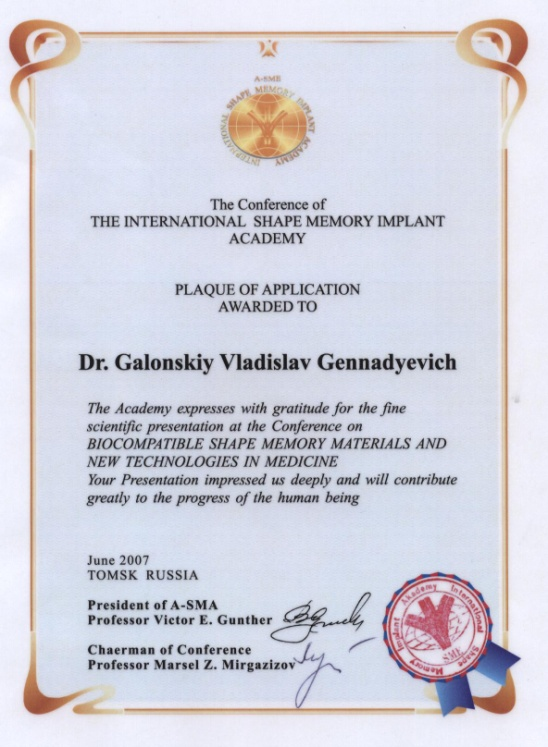 A-SME
INTERNATIONAL SHAPE MEMORY IMPLANT ACADEMY
The Conference of
THE INTERNATIONAL SHAPE MEMORY IMPLANT
ACADEMY
PLAQUE OF APPLICATION
AWARDED TO
Dr. Galonskiy Vladislav Gennadyevich
The Academy expresses with gratitude for the fine
scientific presentation at the Conference on
BIOCOMPATIBLE SHAPE MEMORY MATERIALS AND
NEW TECHNOLOGIES IN MEDICINE
Your Presentation impressed us deeply and will contribute
greatly to the progress of the human being
June 2007
TOMSK RUSSIA
President of A-SMA
Professor Victor E. Gunther
Chaerman of Conference
Professor Marsel Z. Mirgazizov
Akademy International Shape Memory Implant
SME